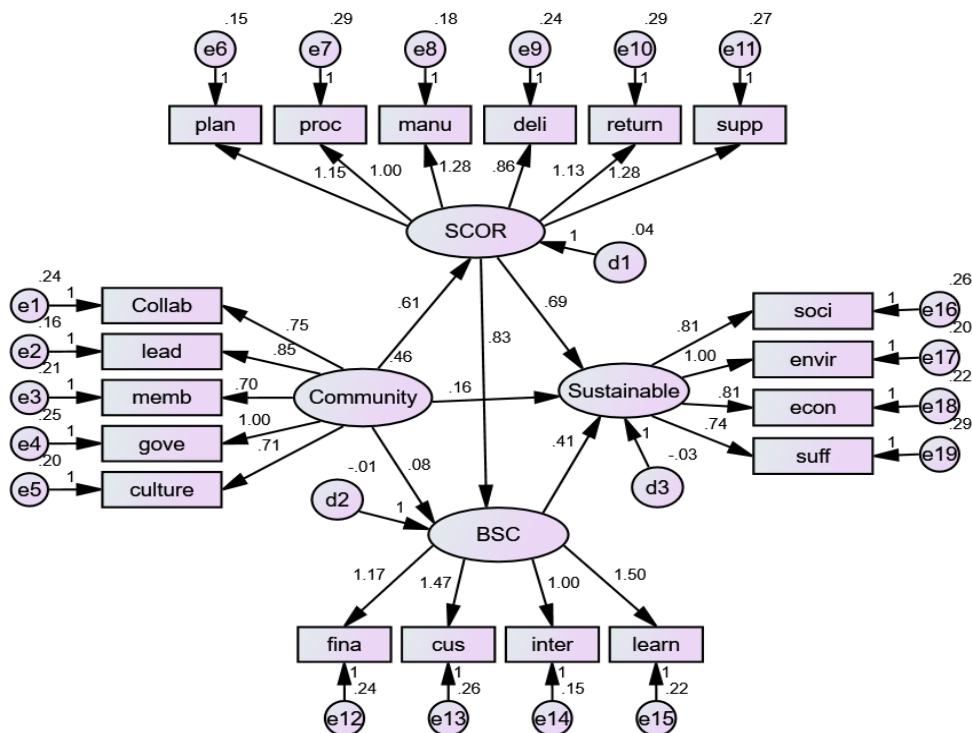 .15 .29 .18 .24 .29 .27
e6 e7 e8 e9 e10 e11
1 1 1 1 1 1
plan proc manu deli return supp
1.15 1.00 1.28 .86 1.13 1.28
SCOR
1 .04
d1
.24
e1 1 Collab
.16
e2 1 lead
.21
e3 1 memb
.25
e4 1 gove
.20
e5 1 culture
.75
.85
.70
1.00
.71
.61
.46
Community
.69
.83
.16
Sustainable
.81
1.00
.81
.74
.26
soci 1 e16
.20
envir 1 e17
.22
econ 1 e18
.29
suff 1 e19
-.01 .08
d2 1
.41
1 -.03
d3
BSC
1.17 1.47 1.00 1.50
fina cus inter learn
1 1 1 1
.24 .26 .15 .22
e12 e13 e14 e15